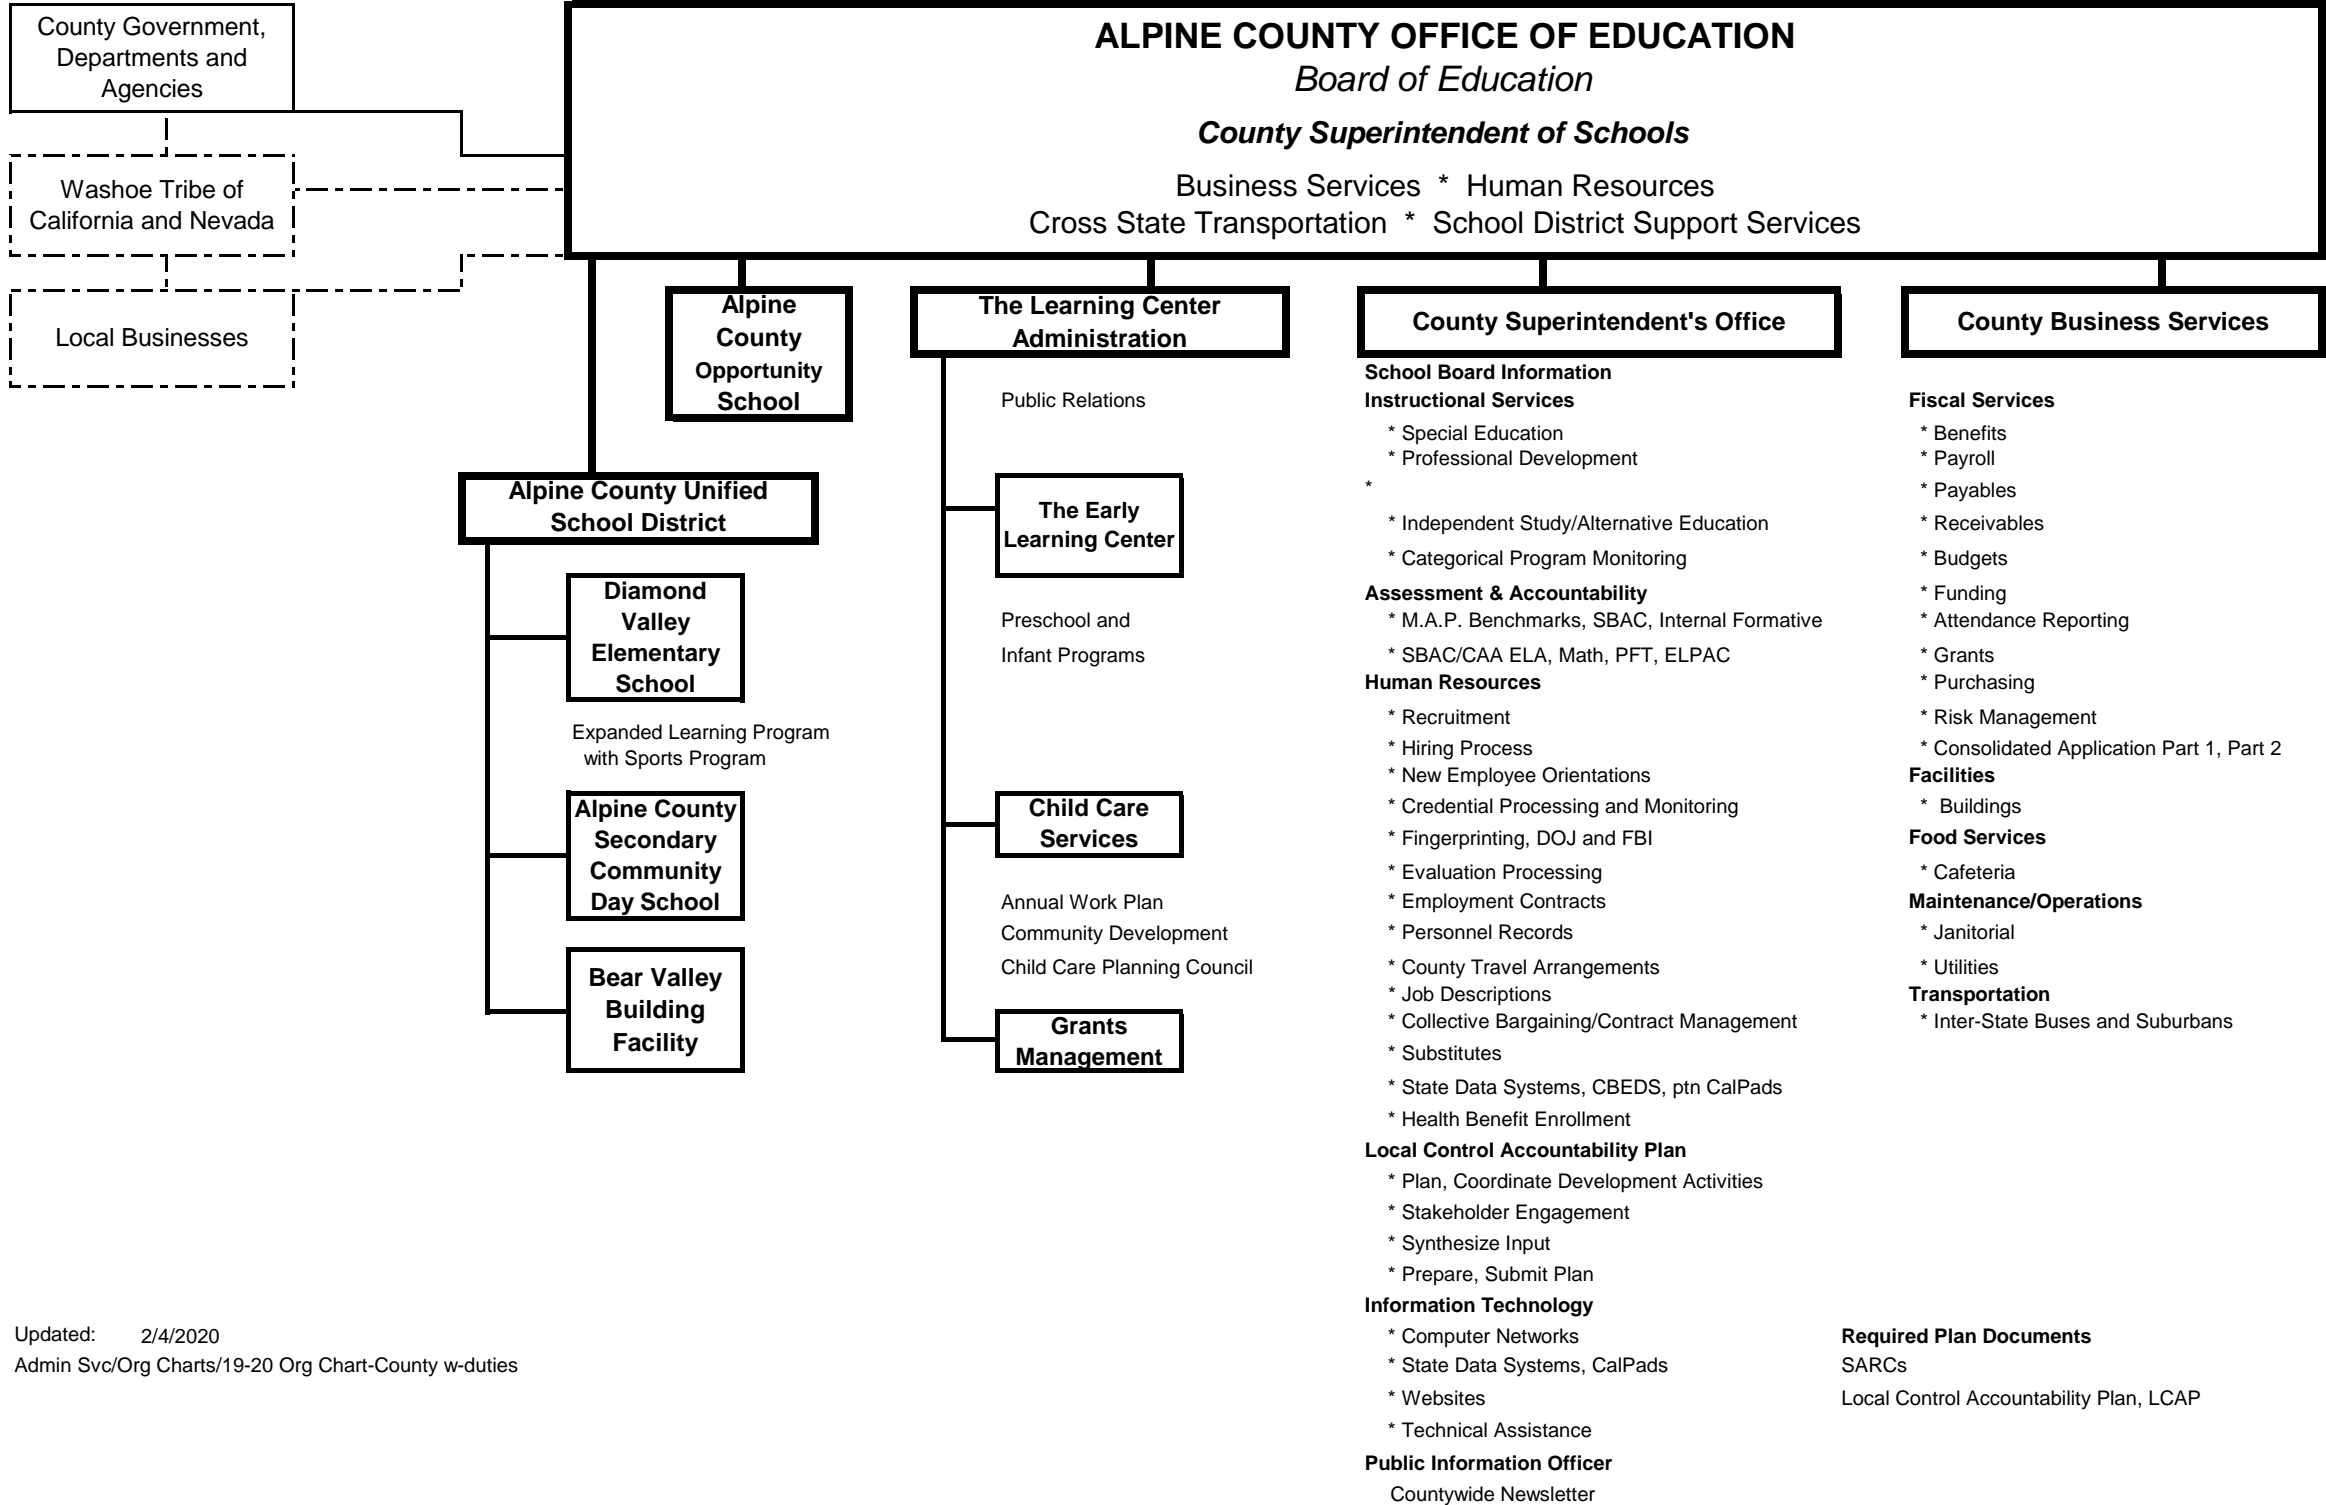 County Government,
Departments and
Agencies
Washoe Tribe of
California and Nevada
Local Businesses
ALPINE COUNTY OFFICE OF EDUCATION
Board of Education
County Superintendent of Schools
Business Services * Human Resources
Cross State Transportation * School District Support Services
Alpine
County
Opportunity
School
Alpine County Unified
School District
Diamond
Valley
Elementary
School
Expanded Learning Program
with Sports Program
Alpine County
Secondary
Community
Day School
Bear Valley
Building
Facility
The Learning Center
Administration
Public Relations
The Early
Learning Center
Preschool and
Infant Programs
Child Care
Services
Annual Work Plan
Community Development
Child Care Planning Council
Grants
Management
County Superintendent's Office
School Board Information
Instructional Services
* Special Education
* Professional Development
*
* Independent Study/Alternative Education
* Categorical Program Monitoring
Assessment & Accountability
* M.A.P. Benchmarks, SBAC, Internal Formative
* SBAC/CAA ELA, Math, PFT, ELPAC
Human Resources
* Recruitment
* Hiring Process
* New Employee Orientations
* Credential Processing and Monitoring
* Fingerprinting, DOJ and FBI
* Evaluation Processing
* Employment Contracts
* Personnel Records
* County Travel Arrangements
* Job Descriptions
* Collective Bargaining/Contract Management
* Substitutes
* State Data Systems, CBEDS, ptn CalPads
* Health Benefit Enrollment
Local Control Accountability Plan
* Plan, Coordinate Development Activities
* Stakeholder Engagement
* Synthesize Input
* Prepare, Submit Plan
Information Technology
* Computer Networks
* State Data Systems, CalPads
* Websites
* Technical Assistance
Public Information Officer
Countywide Newsletter
County Business Services
Fiscal Services
* Benefits
* Payroll
* Payables
* Receivables
* Budgets
* Funding
* Attendance Reporting
* Grants
* Purchasing
* Risk Management
* Consolidated Application Part 1, Part 2
Facilities
* Buildings
Food Services
* Cafeteria
Maintenance/Operations
* Janitorial
* Utilities
Transportation
* Inter-State Buses and Suburbans
Required Plan Documents
SARCs
Local Control Accountability Plan, LCAP
Updated: 2/4/2020
Admin Svc/Org Charts/19-20 Org Chart-County w-duties